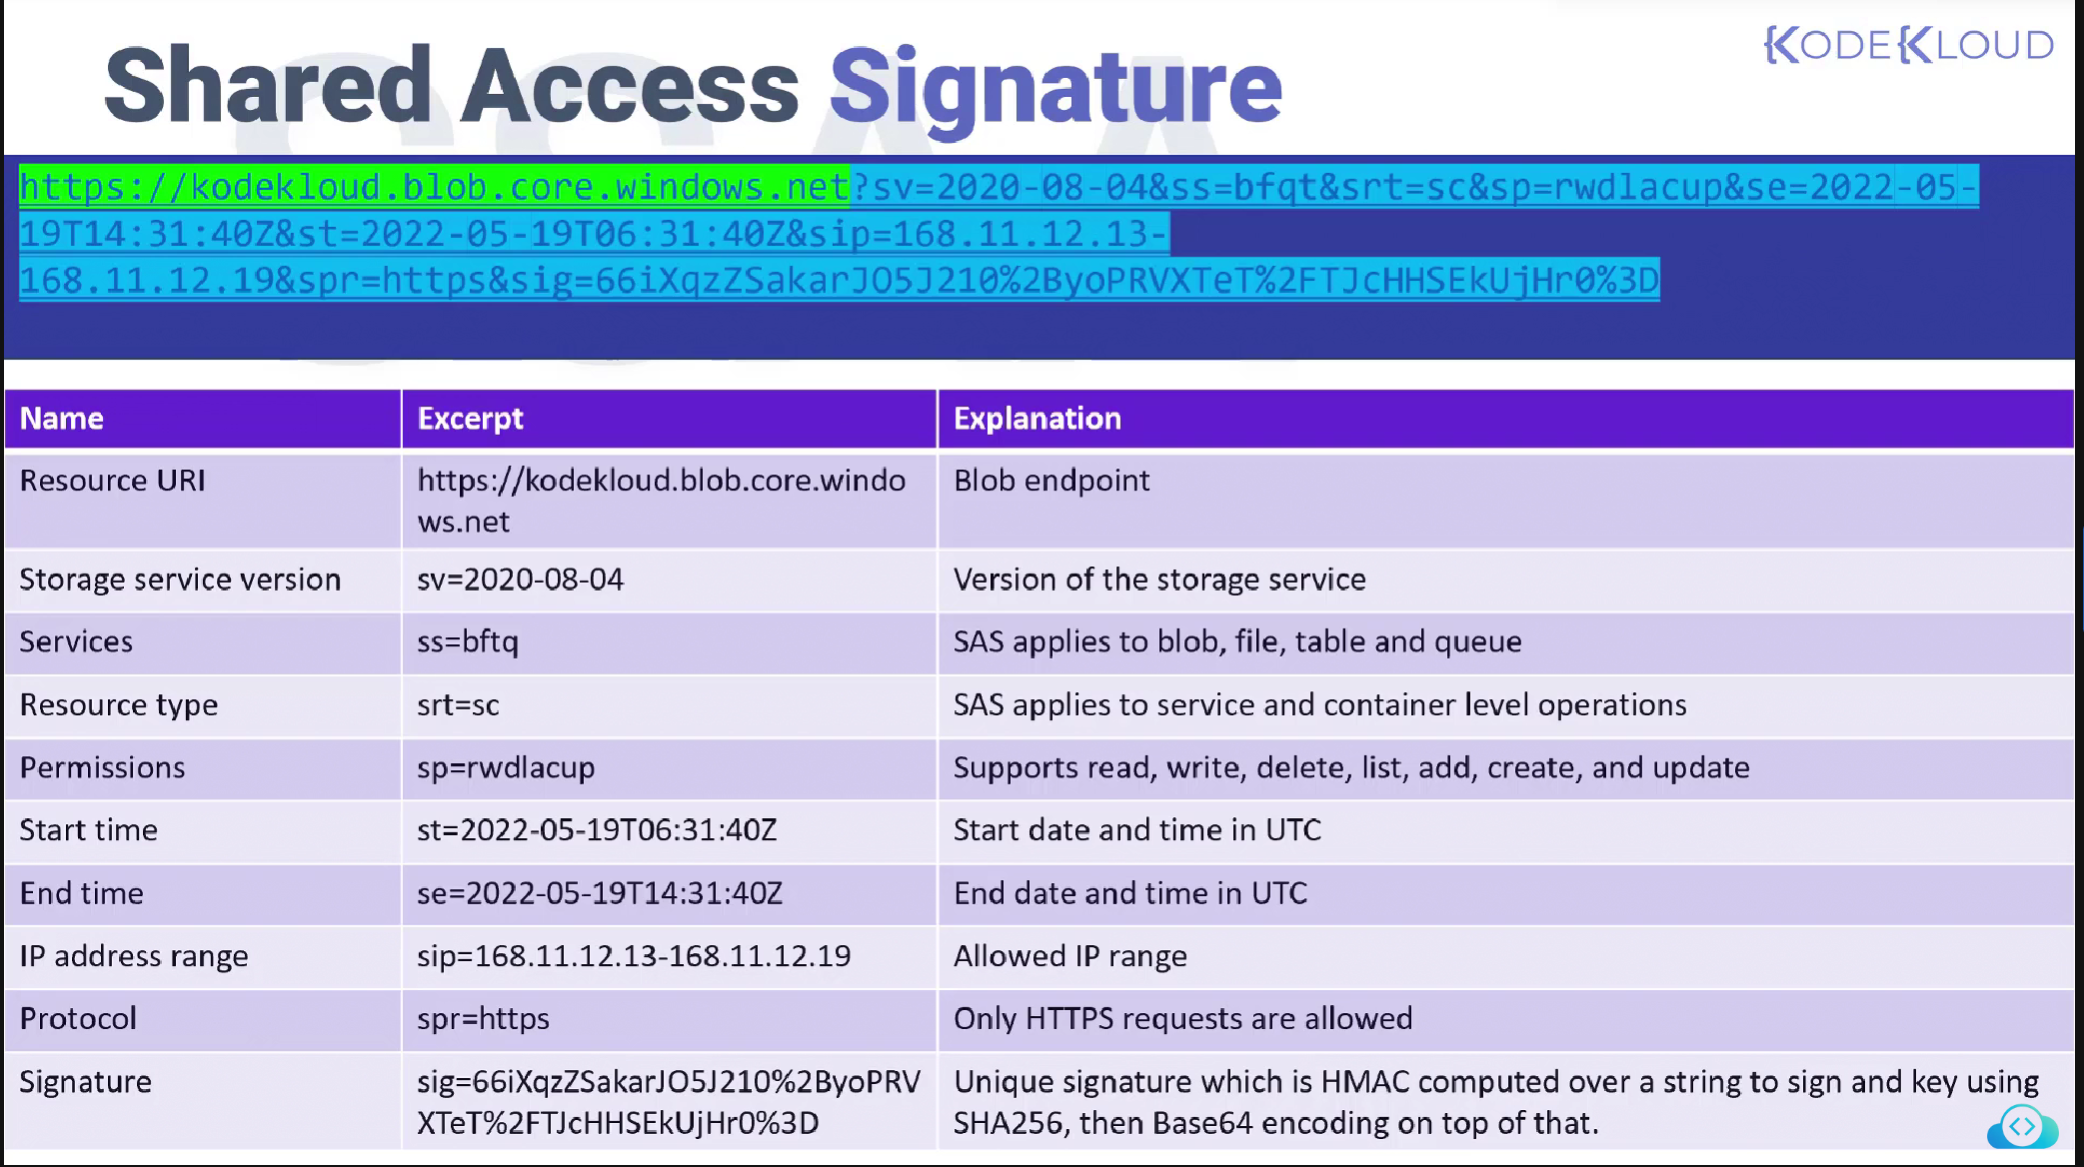 Shared Access Signature
KODEKLOUD
https://kodekloud.blob.core.windows.net?sv=2020-08-04&ss=bfqt&srt=sc&sp=rwdlacup&se=2022-05-
19T14:31:40Z&st=2022-05-19T06:31:40Z&sip=168.11.12.13-
168.11.12.19&spr=https&sig=66iXqzZSakarJO5J210%2ByoPRVXTeT%2FTJcHHSEkUjHr0%3D
Name Excerpt Explanation
Resource URI https://kodekloud.blob.core.windo Blob endpoint
ws.net
Storage service version sv=2020-08-04 Version of the storage service
Services ss=bftq SAS applies to blob, file, table and queue
Resource type srt=sc SAS applies to service and container level operations
Permissions sp=rwdlacup Supports read, write, delete, list, add, create, and update
Start time st=2022-05-19T06:31:40Z Start date and time in UTC
End time se=2022-05-19T14:31:40Z End date and time in UTC
IP address range sip=168.11.12.13-168.11.12.19 Allowed IP range
Protocol spr=https Only HTTPS requests are allowed
Signature sig=66iXqzZSakarJO5J210%2ByoPRV Unique signature which is HMAC computed over a string to sign and key using
XTeT%2FTJcHHSEkUjHr0%3D SHA256, then Base64 encoding on top of that.